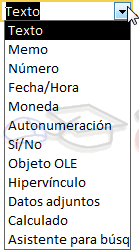 Texto
Texto
Memo
Número
Fecha/Hora
Moneda
Autonumeración
Sí/No
Objeto OLE
Hipervínculo
Datos adjuntos
Calculado
Asistente para búsq